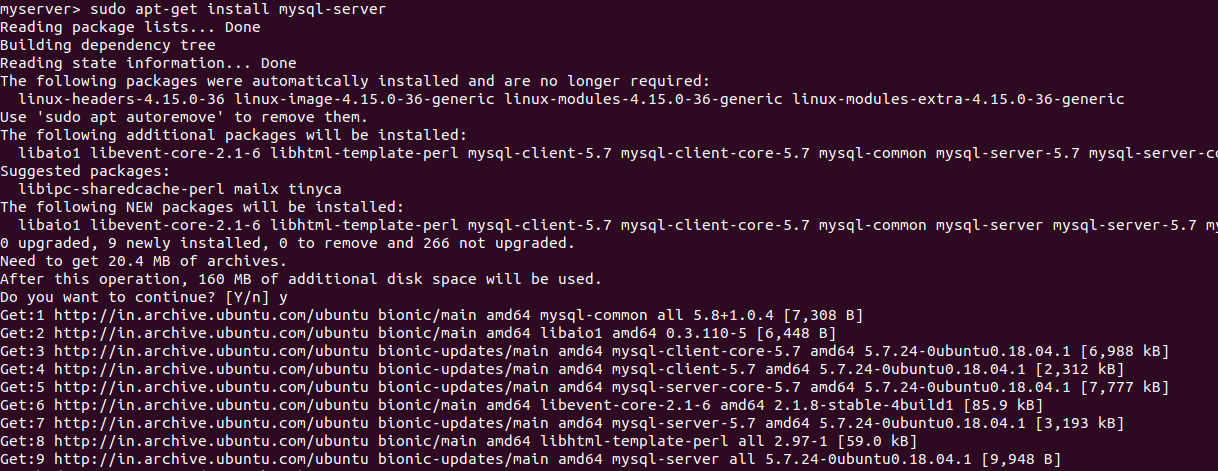 myserver> sudo apt-get install mysql-server
Reading package lists... Done
Building dependency tree
Reading state information... Done
The following packages were automatically installed and are no longer required:
  linux-headers-4.15.0-36 linux-image-4.15.0-36-generic linux-modules-4.15.0-36-generic linux-modules-extra-4.15.0-36-generic
Use 'sudo apt autoremove' to remove them.
The following additional packages will be installed:
  libaio1 libevent-core-2.1-6 libhtml-template-perl mysql-client-5.7 mysql-client-core-5.7 mysql-common mysql-server-5.7 mysql-server-co
Suggested packages:
  libipc-sharedcache-perl mailx tinyca
The following NEW packages will be installed:
  libaio1 libevent-core-2.1-6 libhtml-template-perl mysql-client-5.7 mysql-client-core-5.7 mysql-common mysql-server mysql-server-5.7 my
0 upgraded, 9 newly installed, 0 to remove and 266 not upgraded.
Need to get 20.4 MB of archives.
After this operation, 160 MB of additional disk space will be used.
Do you want to continue? [Y/n] y
Get:1 http://in.archive.ubuntu.com/ubuntu bionic/main amd64 mysql-common all 5.8+1.0.4 [7,308 B]
Get:2 http://in.archive.ubuntu.com/ubuntu bionic/main amd64 libaio1 amd64 0.3.110-5 [6,448 B]
Get:3 http://in.archive.ubuntu.com/ubuntu bionic-updates/main amd64 mysql-client-core-5.7 amd64 5.7.24-0ubuntu0.18.04.1 [6,988 kB]
Get:4 http://in.archive.ubuntu.com/ubuntu bionic-updates/main amd64 mysql-client-5.7 amd64 5.7.24-0ubuntu0.18.04.1 [2,312 kB]
Get:5 http://in.archive.ubuntu.com/ubuntu bionic-updates/main amd64 mysql-server-core-5.7 amd64 5.7.24-0ubuntu0.18.04.1 [7,777 kB]
Get:6 http://in.archive.ubuntu.com/ubuntu bionic/main amd64 libevent-core-2.1-6 amd64 2.1.8-stable-4build1 [85.9 kB]
Get:7 http://in.archive.ubuntu.com/ubuntu bionic-updates/main amd64 mysql-server-5.7 amd64 5.7.24-0ubuntu0.18.04.1 [3,193 kB]
Get:8 http://in.archive.ubuntu.com/ubuntu bionic/main amd64 libhtml-template-perl all 2.97-1 [59.0 kB]
Get:9 http://in.archive.ubuntu.com/ubuntu bionic-updates/main amd64 mysql-server all 5.7.24-0ubuntu0.18.04.1 [9,948 B]